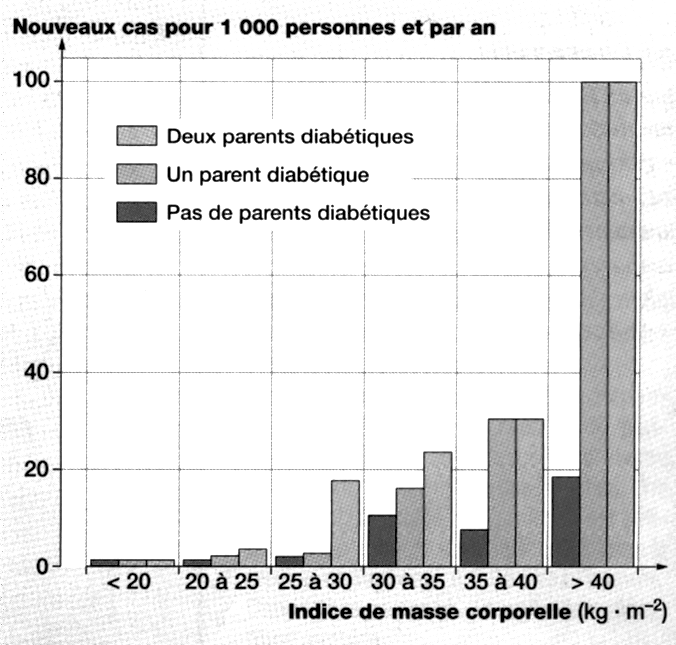 Nouveaux cas pour 1 000 personnes et par an
100
80
60
40
20
0
Deux parents diabétiques
Un parent diabétique
Pas de parents diabétiques
< 20 20 à 25 25 à 30 30 à 35 35 à 40 > 40
Indice de masse corporelle (kg · m⁻²)